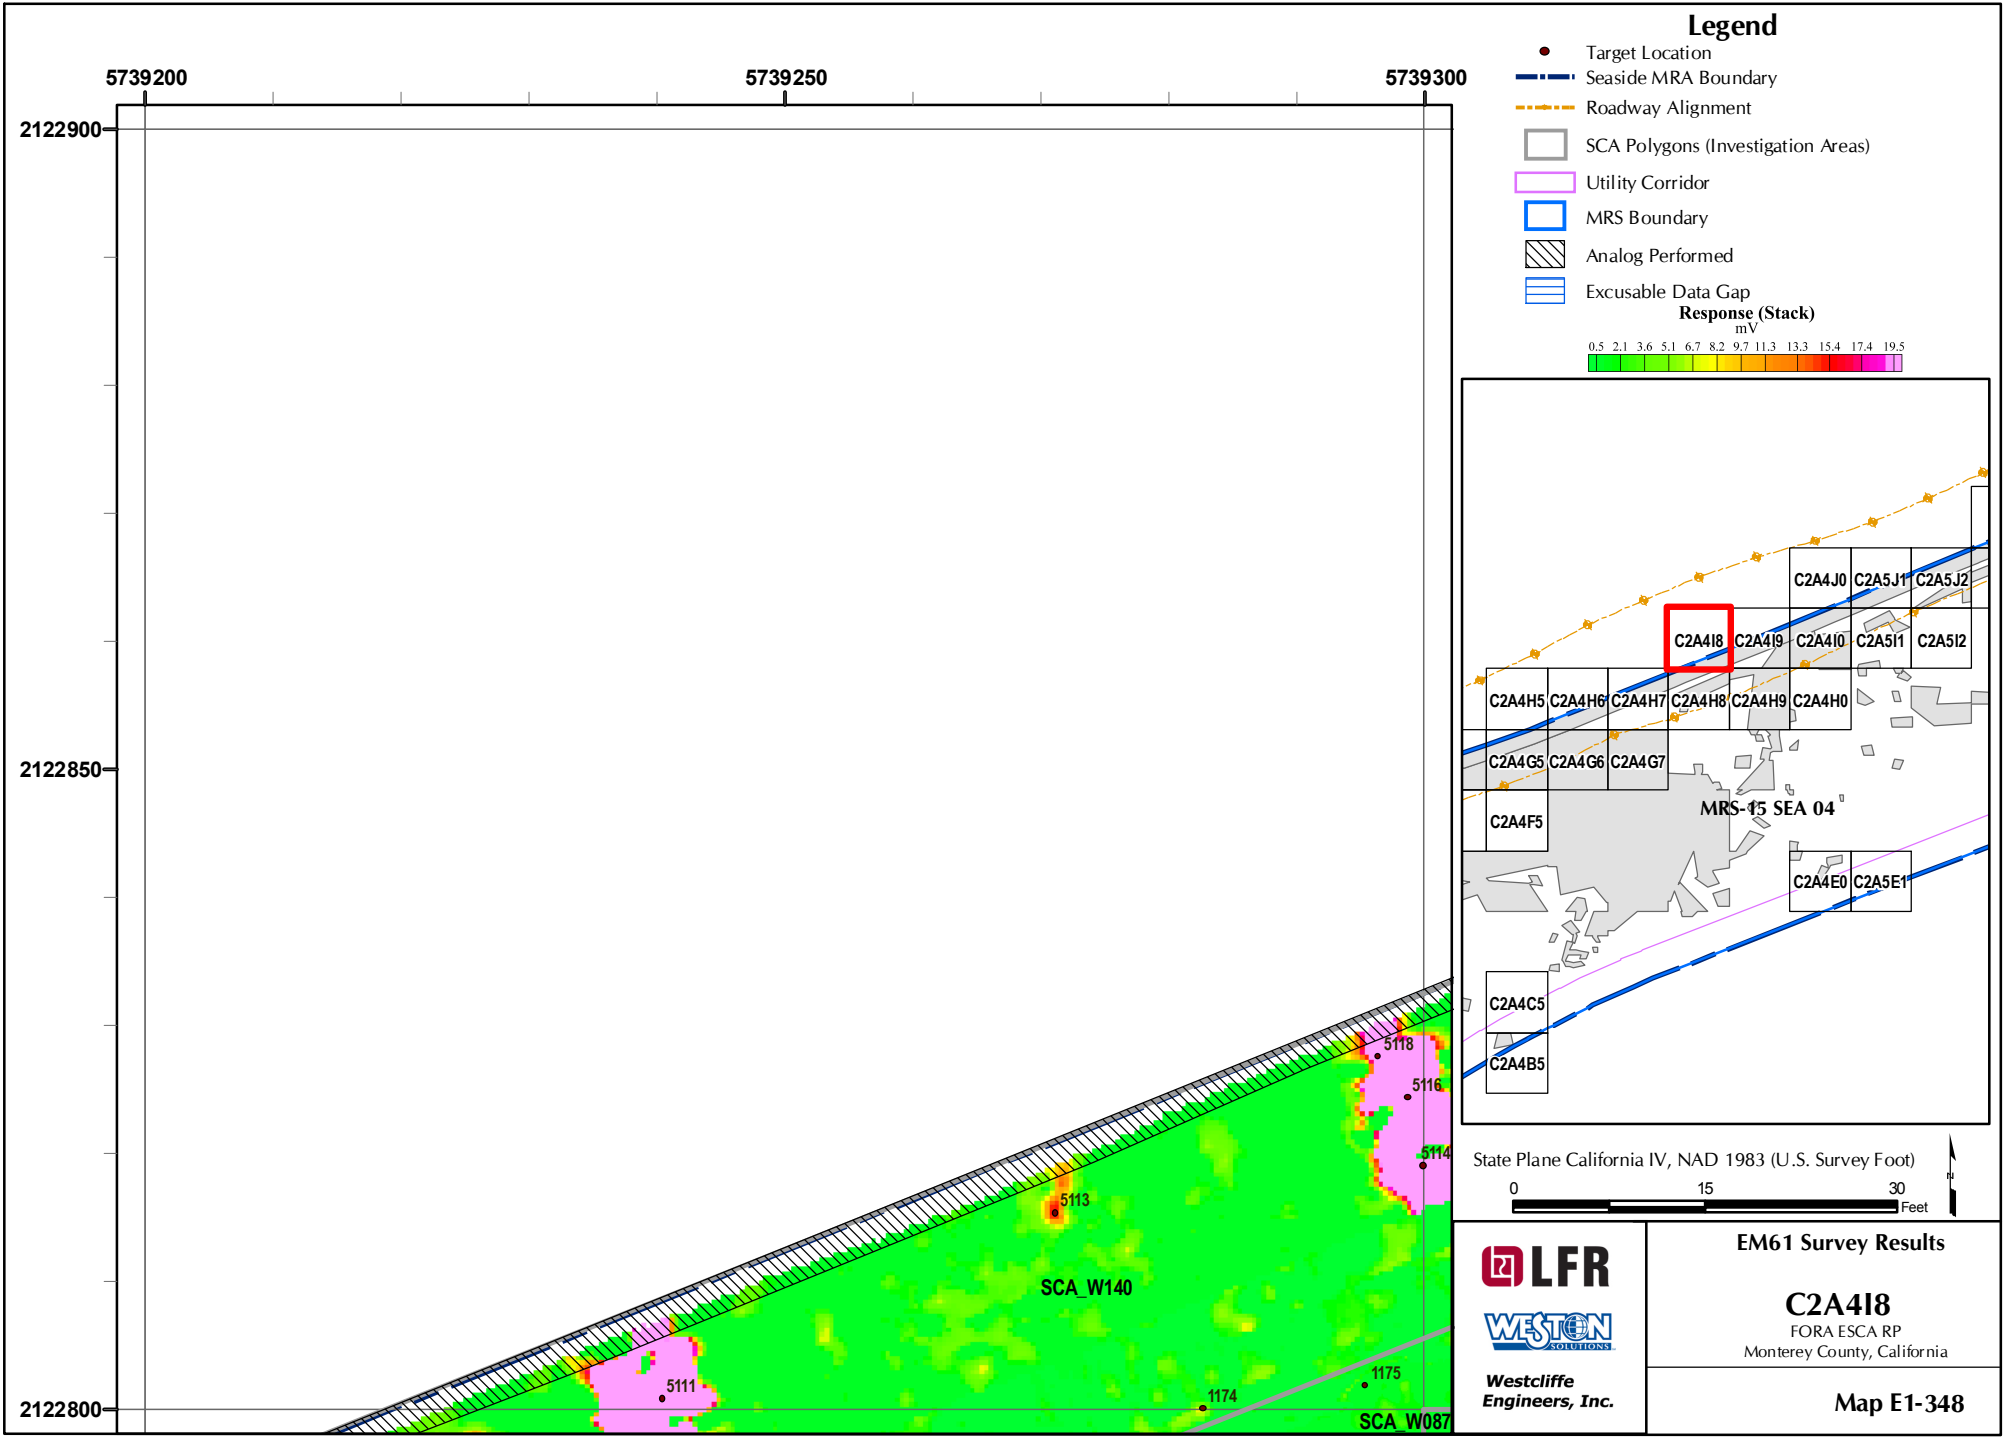 Legend
Target Location
Seaside MRA Boundary
Roadway Alignment
SCA Polygons (Investigation Areas)
Utility Corridor
MRS Boundary
Analog Performed
Excusable Data Gap
Response (Stack)
mV
0.5 2.1 3.6 5.1 6.7 8.2 9.7 11.3 13.3 15.4 17.4 19.5
5739200 5739250 5739300
2122900
2122850
2122800
5118
5116
5114
5113
SCA_W140
5111
1175
1174
SCA_W087
C2A4J0 C2A5J1 C2A5J2
C2A4I8 C2A4I9 C2A4I0 C2A5I1 C2A5I2
C2A4H5 C2A4H6 C2A4H7 C2A4H8 C2A4H9 C2A4H0
C2A4G5 C2A4G6 C2A4G7
MRS-15 SEA 04
C2A4F5
C2A4E0 C2A5E1
C2A4C5
C2A4B5
State Plane California IV, NAD 1983 (U.S. Survey Foot)
0 15 30
Feet
N
LFR
WESTON
SOLUTIONS
Westcliffe
Engineers, Inc.
EM61 Survey Results
C2A4I8
FORA ESCA RP
Monterey County, California
Map E1-348